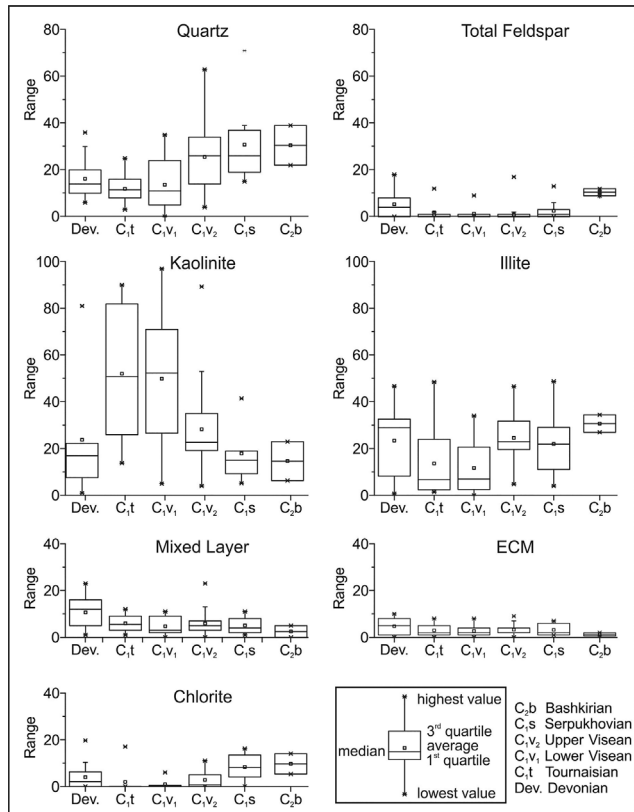 Quartz
80
60
40
20
0
Range
Dev. C₁t C₁v₁ C₁v₂ C₁s C₂b
Total Feldspar
80
60
40
20
0
Range
Dev. C₁t C₁v₁ C₁v₂ C₁s C₂b
Kaolinite
100
80
60
40
20
0
Range
Dev. C₁t C₁v₁ C₁v₂ C₁s C₂b
Illite
100
80
60
40
20
0
Range
Dev. C₁t C₁v₁ C₁v₂ C₁s C₂b
Mixed Layer
40
20
0
Range
Dev. C₁t C₁v₁ C₁v₂ C₁s C₂b
ECM
40
20
0
Range
Dev. C₁t C₁v₁ C₁v₂ C₁s C₂b
Chlorite
40
20
0
Range
Dev. C₁t C₁v₁ C₁v₂ C₁s C₂b
highest value
3rd quartile
median average
1st quartile
lowest value
C₂b Bashkirian
C₁s Serpukhovian
C₁v₂ Upper Visean
C₁v₁ Lower Visean
C₁t Tournaisian
Dev. Devonian